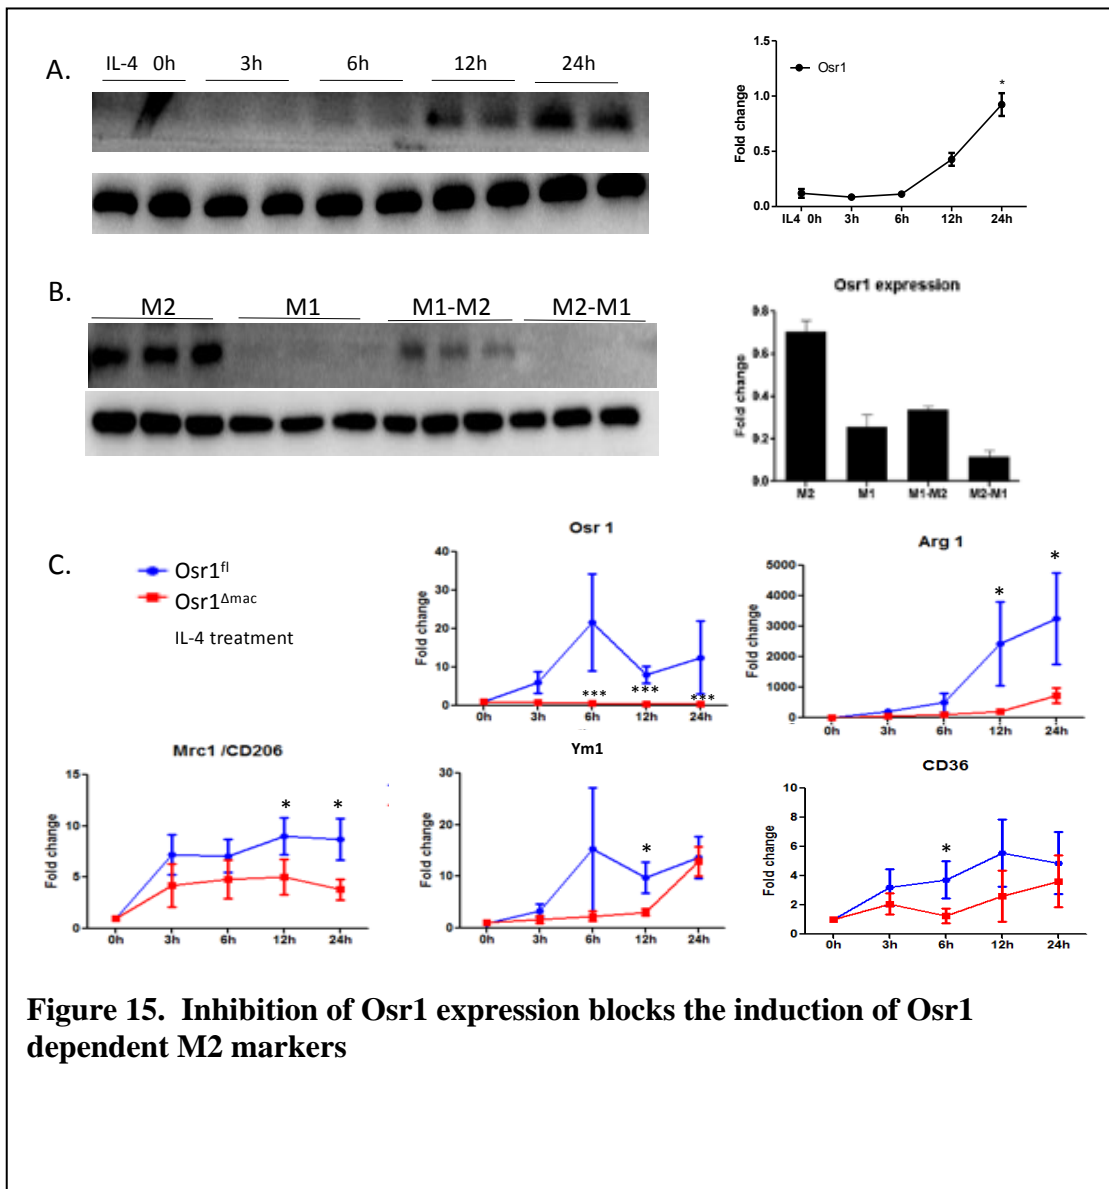 A.
IL-4 0h 3h 6h 12h 24h
1.5
1.0
0.5
0.0
Fold change
Osr1
*
IL4 0h 3h 6h 12h 24h
B.
M2 M1 M1-M2 M2-M1
Osr1 expression
0.8
0.6
0.4
0.2
0.0
Fold change
M2 M1 M1-M2 M2-M1
C.
Osr1fl
Osr1Δmac
IL-4 treatment
Osr 1
40
30
20
10
0
Fold change
*** *** ***
0h 3h 6h 12h 24h
Arg 1
5000
4000
3000
2000
1000
0
Fold change
* *
0h 3h 6h 12h 24h
Mrc1 /CD206
15
10
5
0
Fold change
* *
0h 3h 6h 12h 24h
Ym1
30
20
10
0
Fold change
*
0h 3h 6h 12h 24h
CD36
10
8
6
4
2
0
Fold change
*
0h 3h 6h 12h 24h
Figure 15. Inhibition of Osr1 expression blocks the induction of Osr1
dependent M2 markers